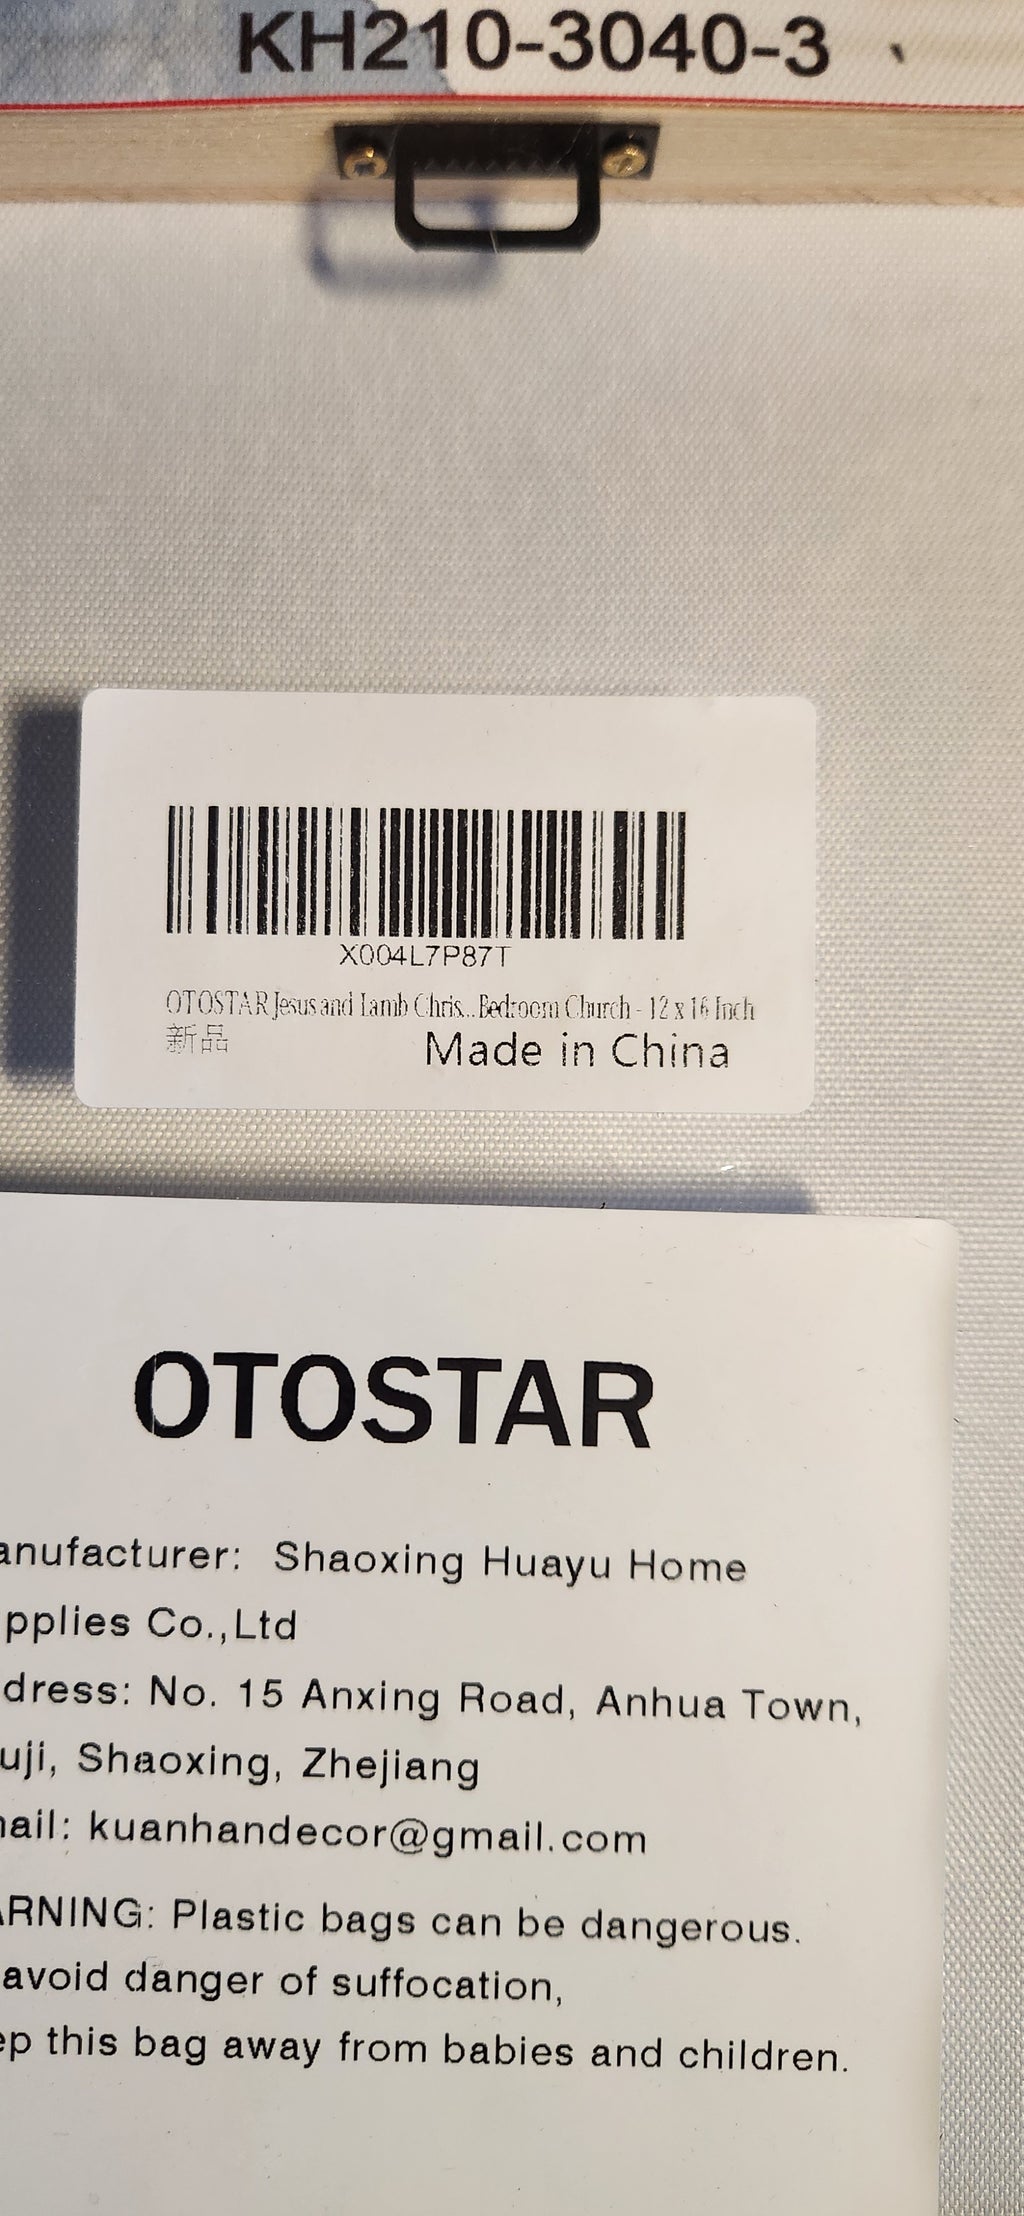 KH210-3040-3
X004L7P87T
OTOSTAR Jesus and Lamb Chris...Bedroom Church - 12 x 16 Inch
新品
Made in China
OTOSTAR
anufacturer: Shaoxing Huayu Home
pplies Co.,Ltd
dress: No. 15 Anxing Road, Anhua Town,
uji, Shaoxing, Zhejiang
ail: kuanhandecor@gmail.com
ARNING: Plastic bags can be dangerous.
avoid danger of suffocation,
ep this bag away from babies and children.